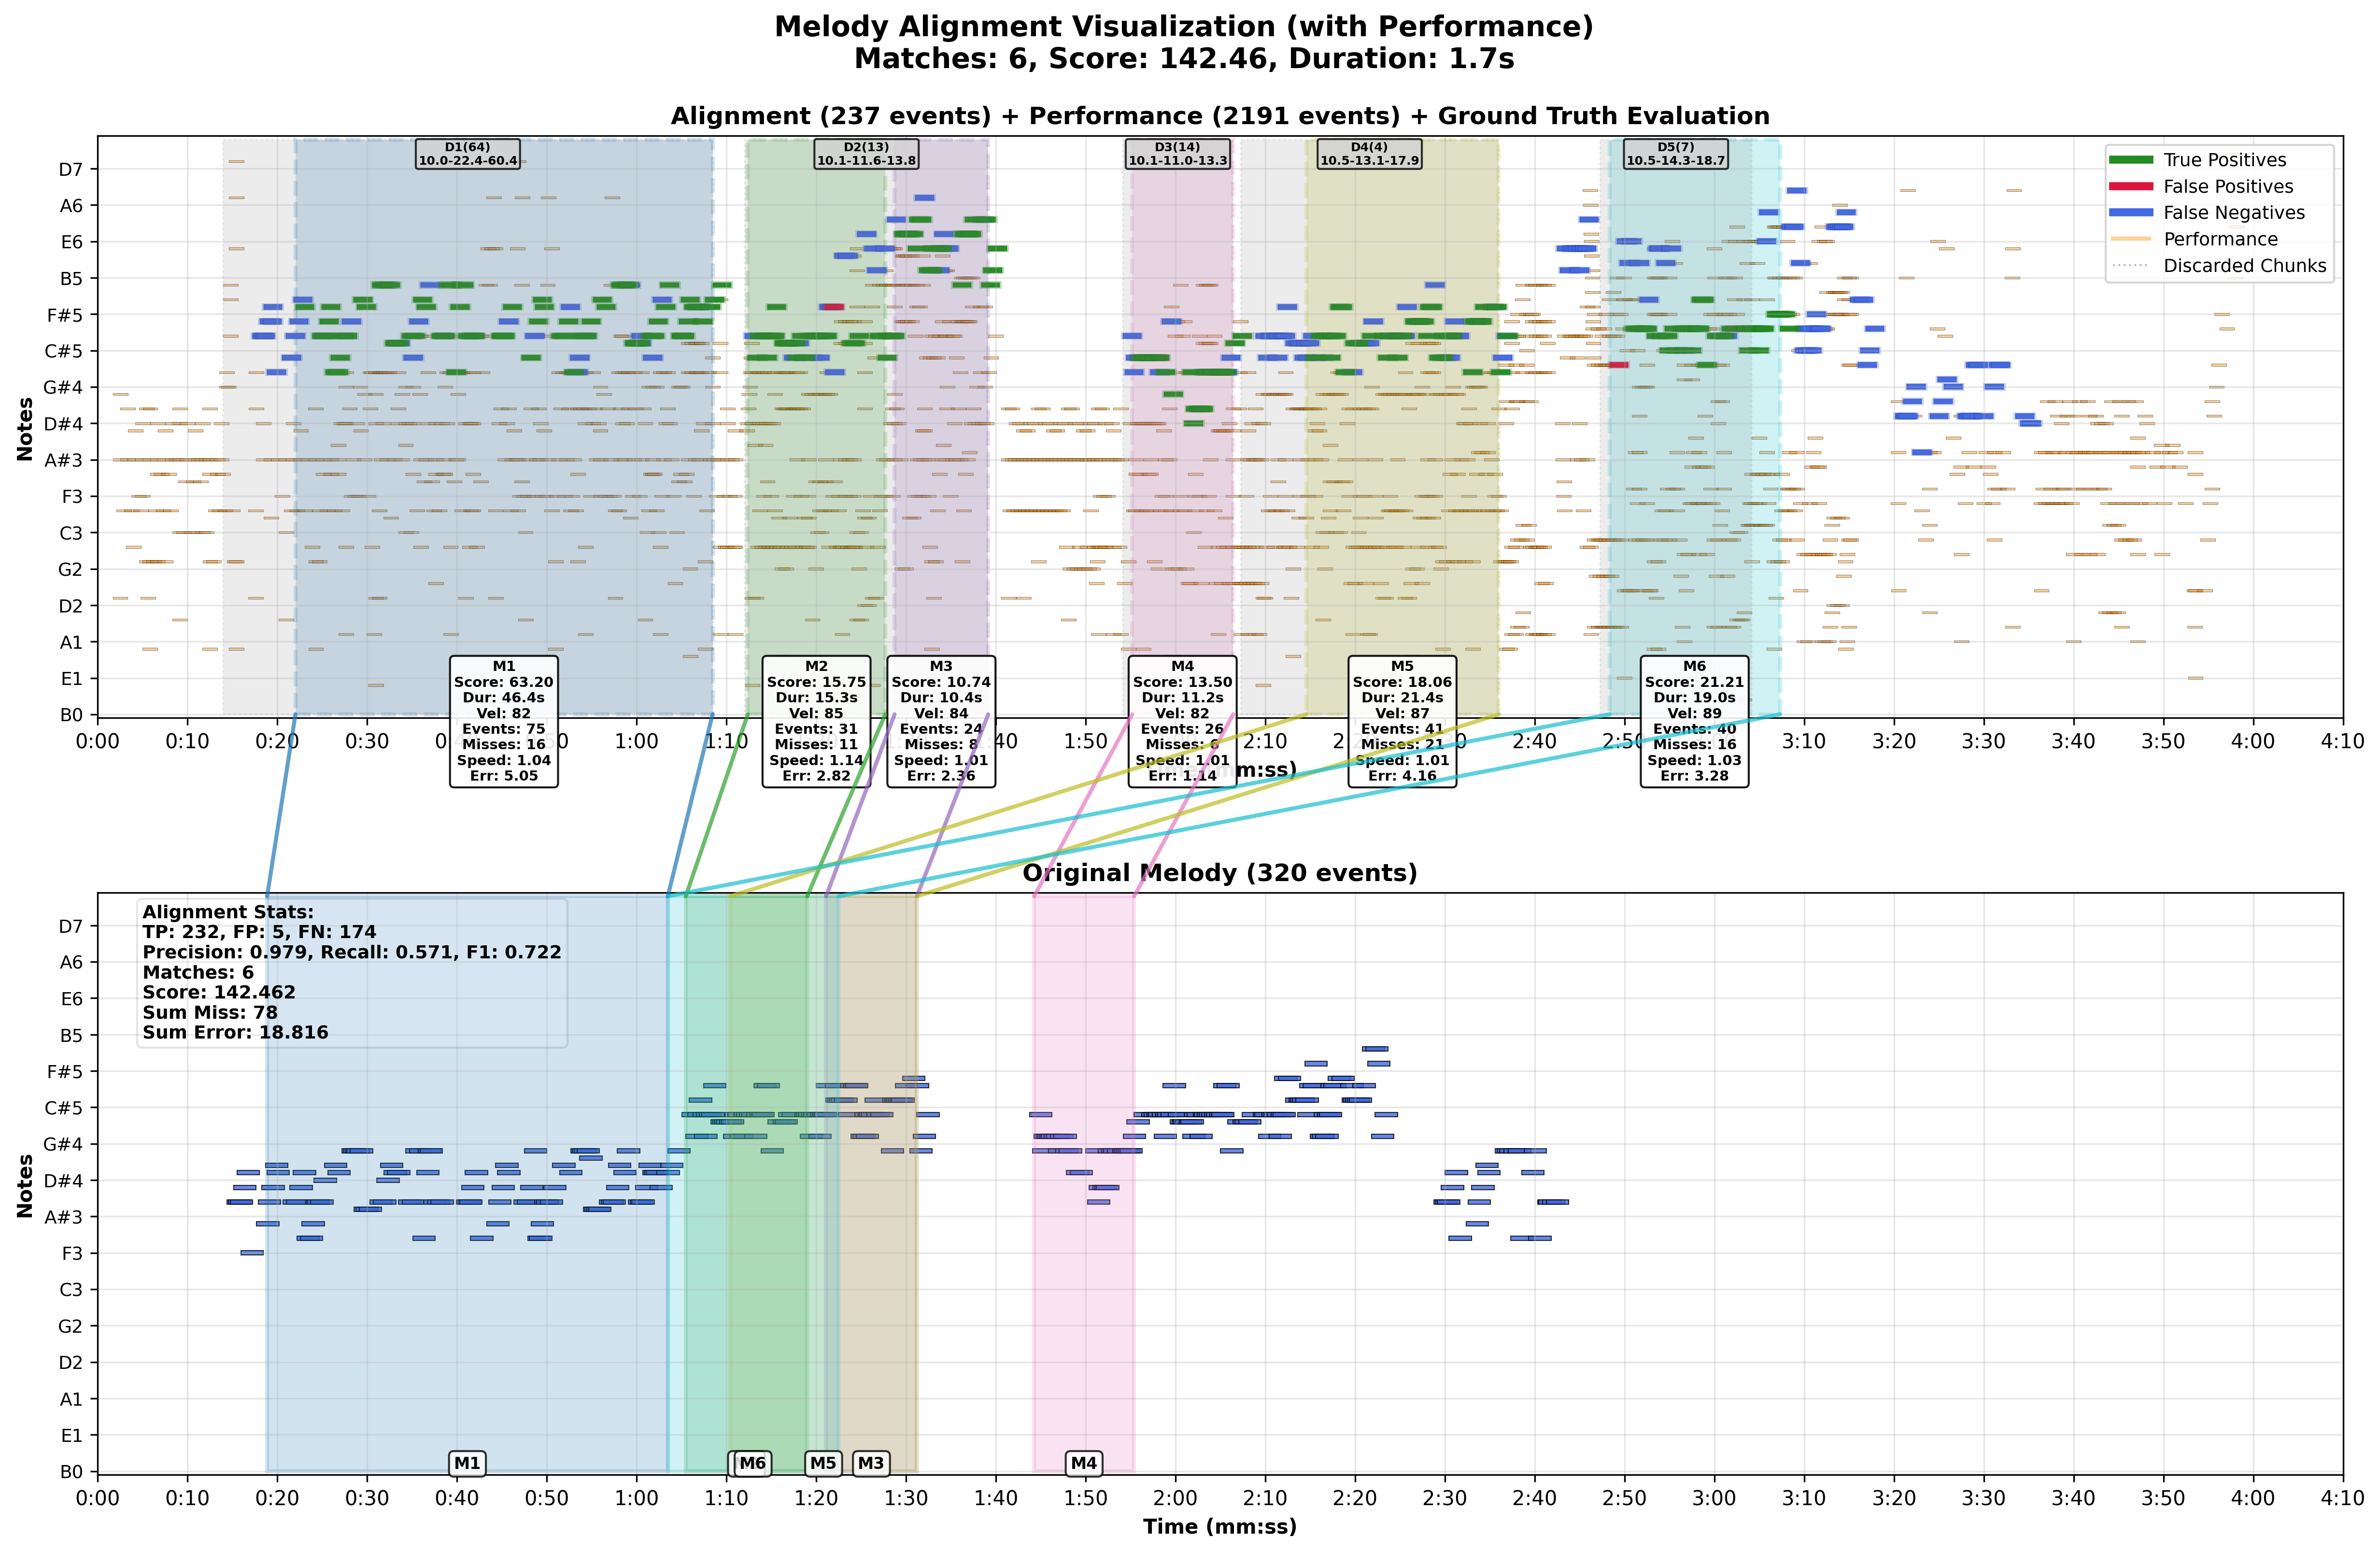 Melody Alignment Visualization (with Performance)
Matches: 6, Score: 142.46, Duration: 1.7s
Alignment (237 events) + Performance (2191 events) + Ground Truth Evaluation
D1(64)
10.0-22.4-60.4
D2(13)
10.1-11.6-13.8
D3(14)
10.1-11.0-13.3
D4(4)
10.5-13.1-17.9
D5(7)
10.5-14.3-18.7
True Positives
False Positives
False Negatives
Performance
Discarded Chunks
Notes
D7
A6
E6
B5
F#5
C#5
G#4
D#4
A#3
F3
C3
G2
D2
A1
E1
B0
M1
Score: 63.20
Dur: 46.4s
Vel: 82
Events: 75
Misses: 16
Speed: 1.04
Err: 5.05
M2
Score: 15.75
Dur: 15.3s
Vel: 85
Events: 31
Misses: 11
Speed: 1.14
Err: 2.82
M3
Score: 10.74
Dur: 10.4s
Vel: 84
Events: 24
Misses: 8
Speed: 1.01
Err: 2.36
M4
Score: 13.50
Dur: 11.2s
Vel: 82
Events: 26
Misses: 6
Speed: 1.01
Err: 1.14
M5
Score: 18.06
Dur: 21.4s
Vel: 87
Events: 41
Misses: 21
Speed: 1.01
Err: 4.16
M6
Score: 21.21
Dur: 19.0s
Vel: 89
Events: 40
Misses: 16
Speed: 1.03
Err: 3.28
0:00 0:10 0:20 0:30 1:00 1:10 1:50 2:00 2:10 2:40 2:50 3:00 3:10 3:20 3:30 3:40 3:50 4:00 4:10
Original Melody (320 events)
Alignment Stats:
TP: 232, FP: 5, FN: 174
Precision: 0.979, Recall: 0.571, F1: 0.722
Matches: 6
Score: 142.462
Sum Miss: 78
Sum Error: 18.816
Notes
D7
A6
E6
B5
F#5
C#5
G#4
D#4
A#3
F3
C3
G2
D2
A1
E1
B0
M1
M6
M5
M3
M4
0:00 0:10 0:20 0:30 0:40 0:50 1:00 1:10 1:20 1:30 1:40 1:50 2:00 2:10 2:20 2:30 2:40 2:50 3:00 3:10 3:20 3:30 3:40 3:50 4:00 4:10
Time (mm:ss)